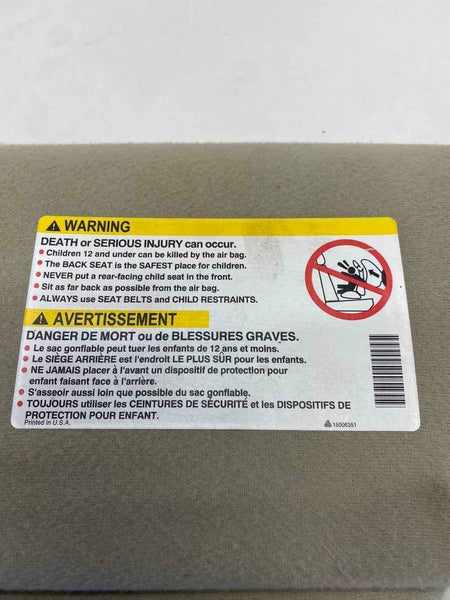 WARNING
DEATH or SERIOUS INJURY can occur.
• Children 12 and under can be killed by the air bag.
• The BACK SEAT is the SAFEST place for children.
• NEVER put a rear-facing child seat in the front.
• Sit as far back as possible from the air bag.
• ALWAYS use SEAT BELTS and CHILD RESTRAINTS.
AVERTISSEMENT
DANGER DE MORT ou de BLESSURES GRAVES.
• Le sac gonflable peut tuer les enfants de 12 ans et moins.
• Le SIÈGE ARRIÈRE est l'endroit LE PLUS SÛR pour les enfants.
• NE JAMAIS placer à l'avant un dispositif de protection pour
enfant faisant face à l'arrière.
• S'asseoir aussi loin que possible du sac gonflable.
• TOUJOURS utiliser les CEINTURES DE SÉCURITÉ et les DISPOSITIFS DE
PROTECTION POUR ENFANT.
Printed in U.S.A.
15006351